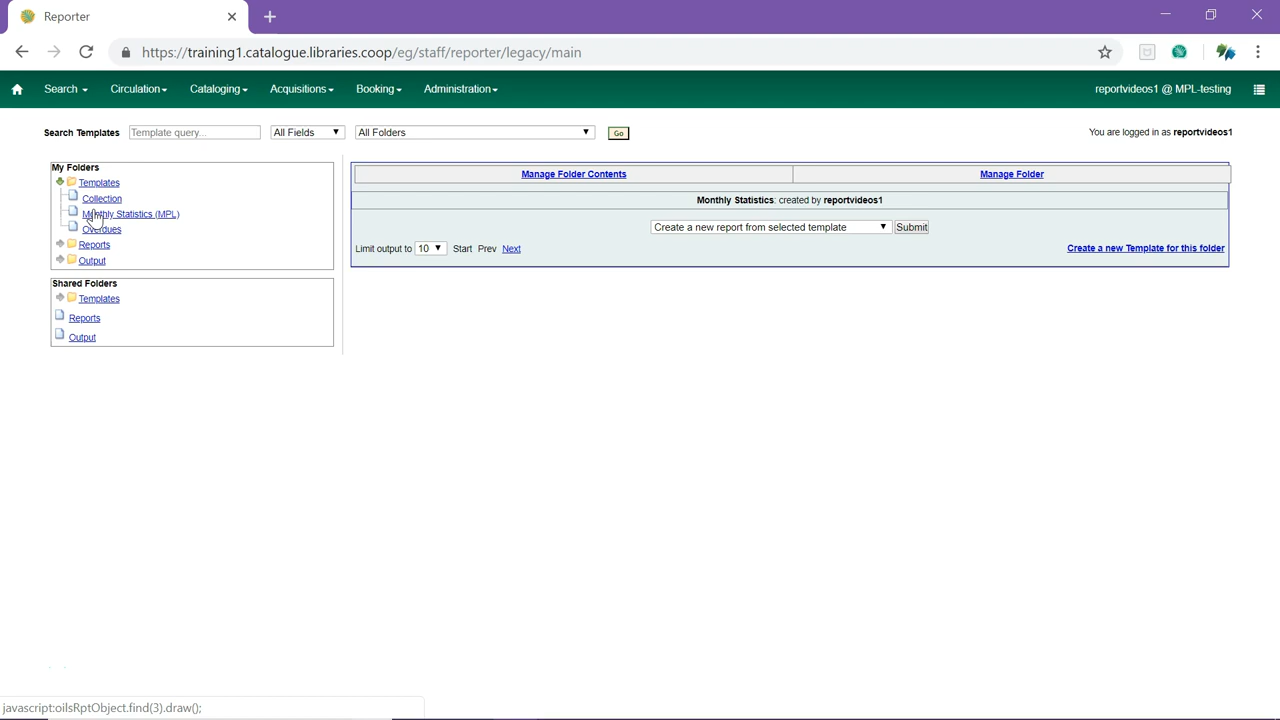 Reporter
https://training1.catalogue.libraries.coop/eg/staff/reporter/legacy/main
Search Circulation Cataloging Acquisitions Booking Administration reportvideos1 @ MPL-testing
Search Templates Template query... All Fields All Folders Go You are logged in as reportvideos1
My Folders
Templates
Collection
Monthly Statistics (MPL)
Overdues
Reports
Output
Shared Folders
Templates
Reports
Output
Manage Folder Contents Manage Folder
Monthly Statistics: created by reportvideos1
Create a new report from selected template Submit
Limit output to 10 Start Prev Next Create a new Template for this folder
javascript:oilsRptObject.find(3).draw();